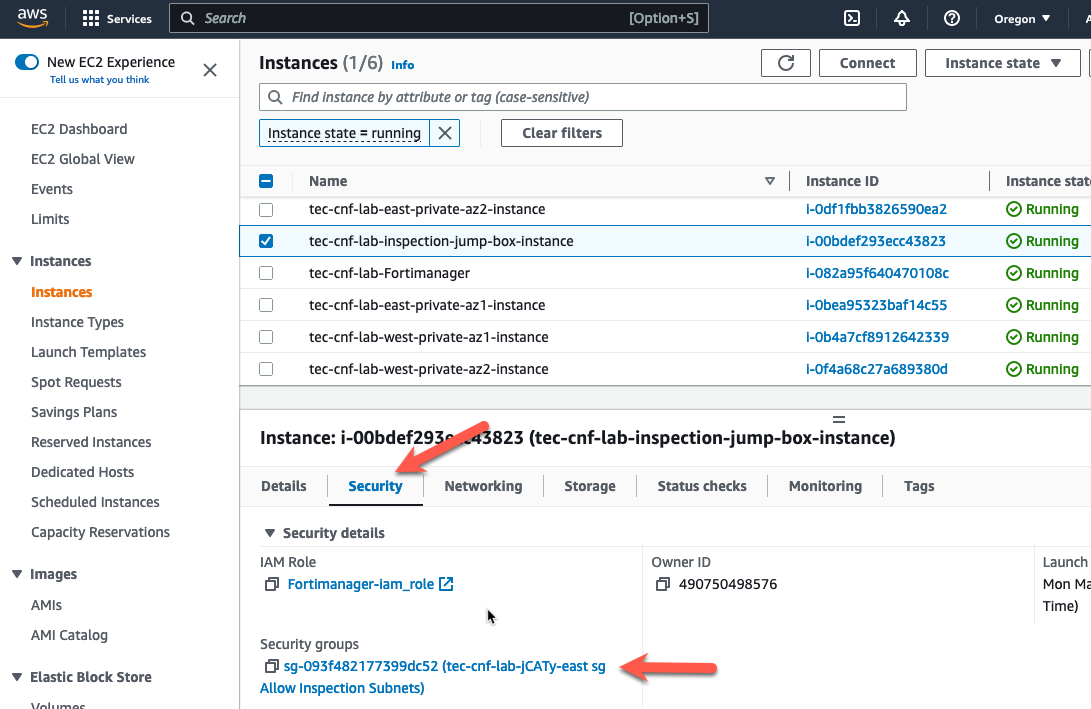 aws
Services
Search
[Option+S]
Oregon ▼
New EC2 Experience
Tell us what you think
EC2 Dashboard
EC2 Global View
Events
Limits
Instances
Instances
Instance Types
Launch Templates
Spot Requests
Savings Plans
Reserved Instances
Dedicated Hosts
Scheduled Instances
Capacity Reservations
Images
AMIs
AMI Catalog
Elastic Block Store
Volumes
Instances (1/6) Info
Connect
Instance state ▼
Find instance by attribute or tag (case-sensitive)
Instance state = running
Clear filters
Name Instance ID Instance stat
tec-cnf-lab-east-private-az2-instance i-0df1fbb3826590ea2 Running
tec-cnf-lab-inspection-jump-box-instance i-00bdef293ecc43823 Running
tec-cnf-lab-Fortimanager i-082a95f640470108c Running
tec-cnf-lab-east-private-az1-instance i-0bea95323baf14c55 Running
tec-cnf-lab-west-private-az1-instance i-0b4a7cf8912642339 Running
tec-cnf-lab-west-private-az2-instance i-0f4a68c27a689380d Running
Instance: i-00bdef293ecc43823 (tec-cnf-lab-inspection-jump-box-instance)
Details Security Networking Storage Status checks Monitoring Tags
Security details
IAM Role
Fortimanager-iam_role
Owner ID
490750498576
Launch
Mon Ma
Time)
Security groups
sg-093f482177399dc52 (tec-cnf-lab-jCATy-east sg
Allow Inspection Subnets)